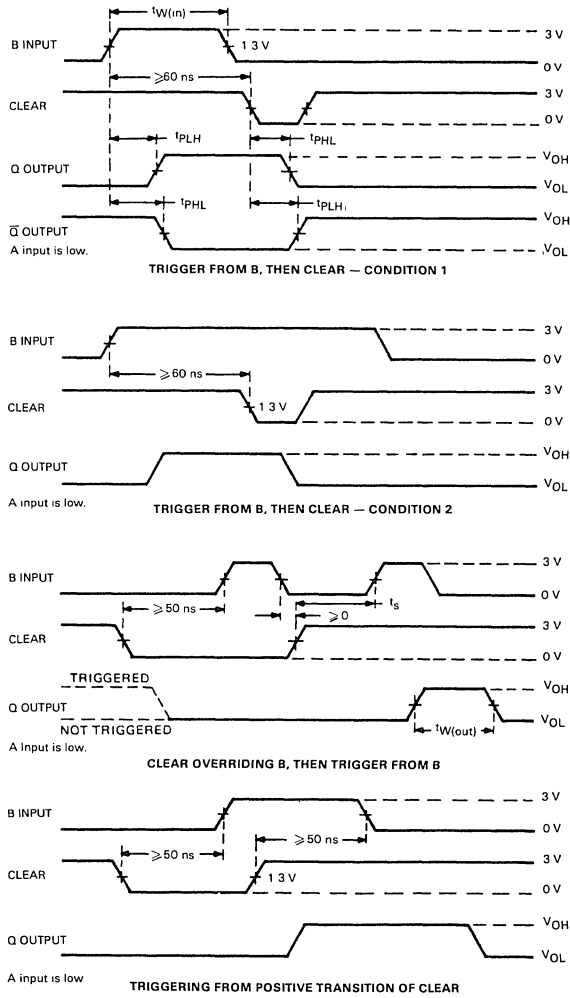 tW(in)
B INPUT
1 3 V
3 V
0 V
⩾60 ns
CLEAR
3 V
0 V
tPLH
tPHL
Q OUTPUT
VOH
VOL
tPHL
tPLH
Q̅ OUTPUT
VOH
VOL
A input is low.
TRIGGER FROM B, THEN CLEAR — CONDITION 1
B INPUT
3 V
0 V
⩾60 ns
CLEAR
1 3 V
3 V
0 V
Q OUTPUT
VOH
VOL
A input is low.
TRIGGER FROM B, THEN CLEAR — CONDITION 2
B INPUT
3 V
0 V
⩾50 ns
ts
⩾0
CLEAR
3 V
0 V
TRIGGERED
Q OUTPUT
NOT TRIGGERED
VOH
VOL
tW(out)
A Input is low.
CLEAR OVERRIDING B, THEN TRIGGER FROM B
B INPUT
3 V
0 V
⩾50 ns
⩾50 ns
CLEAR
1 3 V
3 V
0 V
Q OUTPUT
VOH
VOL
A input is low
TRIGGERING FROM POSITIVE TRANSITION OF CLEAR